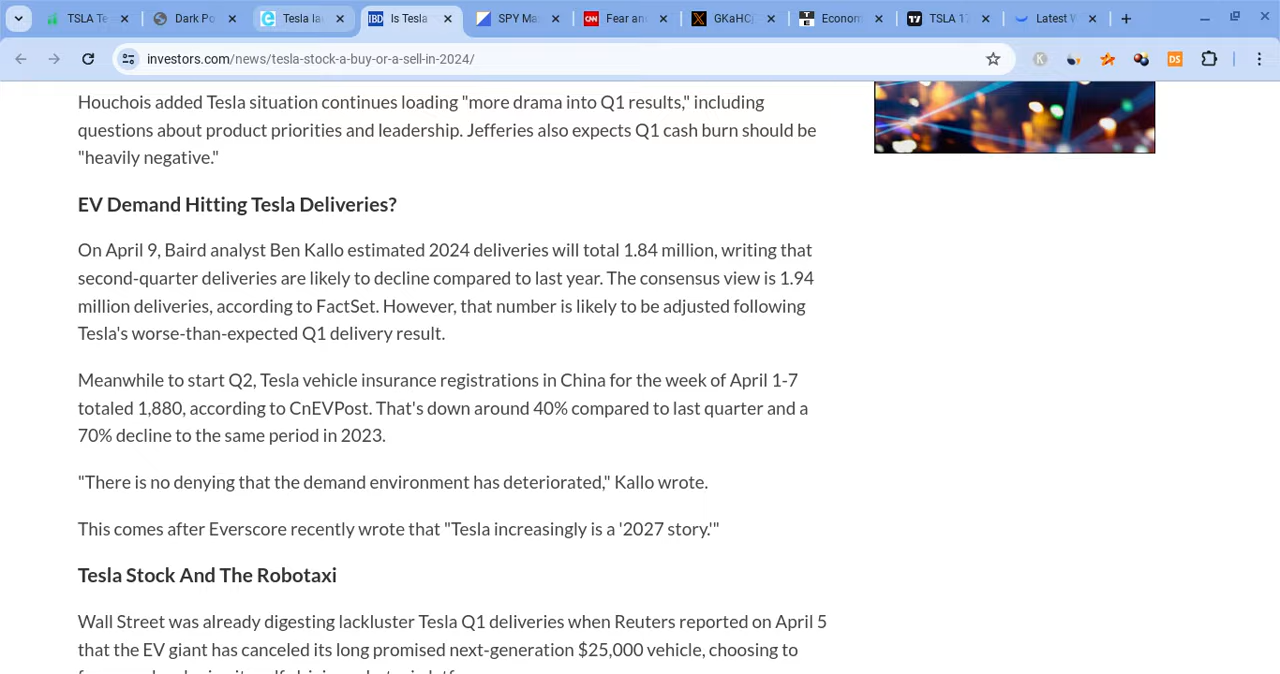 TSLA Te
Dark Po
Tesla la
IBD
Is Tesla
SPY Ma
CNN
Fear an
GKaHC
Econom
TSLA 1
Latest
investors.com/news/tesla-stock-a-buy-or-a-sell-in-2024/
K
DS
Houchois added Tesla situation continues loading "more drama into Q1 results," including
questions about product priorities and leadership. Jefferies also expects Q1 cash burn should be
"heavily negative."
EV Demand Hitting Tesla Deliveries?
On April 9, Baird analyst Ben Kallo estimated 2024 deliveries will total 1.84 million, writing that
second-quarter deliveries are likely to decline compared to last year. The consensus view is 1.94
million deliveries, according to FactSet. However, that number is likely to be adjusted following
Tesla's worse-than-expected Q1 delivery result.
Meanwhile to start Q2, Tesla vehicle insurance registrations in China for the week of April 1-7
totaled 1,880, according to CnEVPost. That's down around 40% compared to last quarter and a
70% decline to the same period in 2023.
"There is no denying that the demand environment has deteriorated," Kallo wrote.
This comes after Everscore recently wrote that "Tesla increasingly is a '2027 story.'"
Tesla Stock And The Robotaxi
Wall Street was already digesting lackluster Tesla Q1 deliveries when Reuters reported on April 5
that the EV giant has canceled its long promised next-generation $25,000 vehicle, choosing to